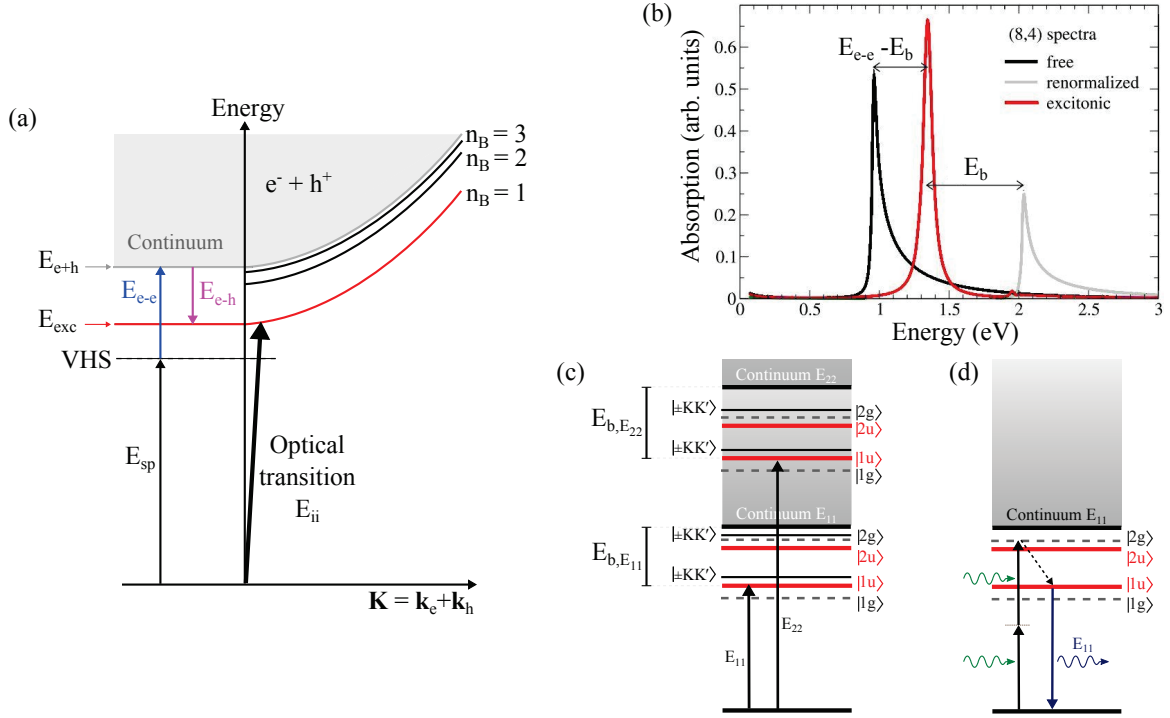 (a)
Energy
n_B = 3
n_B = 2
n_B = 1
e⁻ + h⁺
Continuum
E_e+h
E_e-e
E_e-h
E_exc
VHS
E_sp
Optical
transition
E_ii
K = k_e+k_h
(b)
Absorption (arb. units)
0.6
0.5
0.4
0.3
0.2
0.1
0
0
0.5
1
1.5
2
2.5
3
Energy (eV)
E_e-e -E_b
E_b
(8,4) spectra
free
renormalized
excitonic
(c)
Continuum E_22
E_b,E_22
|±KK′⟩
|2g⟩
|2u⟩
|±KK′⟩
|1u⟩
|1g⟩
Continuum E_11
E_b,E_11
|±KK′⟩
|2g⟩
|2u⟩
|±KK′⟩
|1u⟩
|1g⟩
E_22
E_11
(d)
Continuum E_11
|2g⟩
|2u⟩
|1u⟩
|1g⟩
E_11